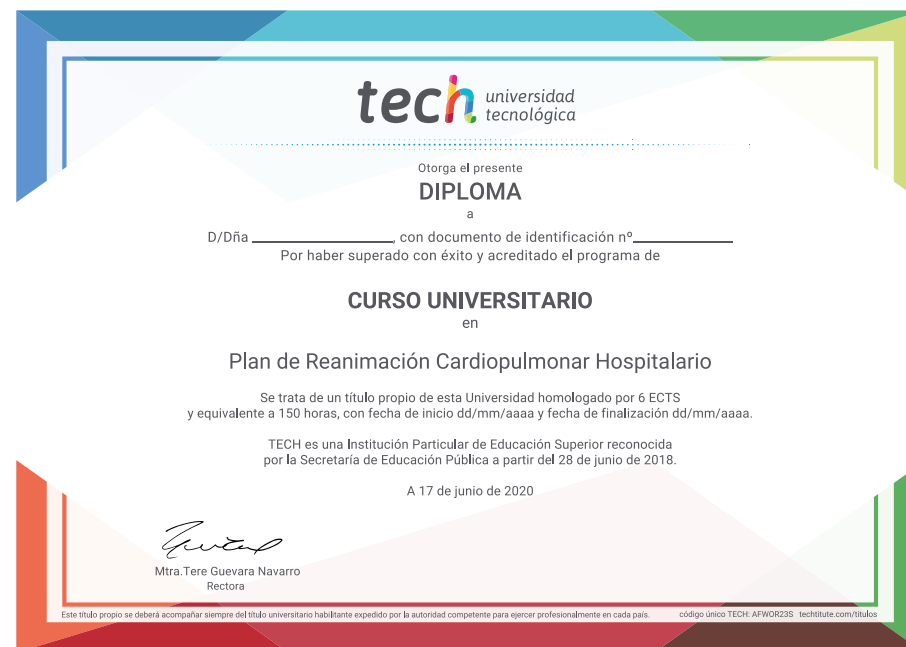 tech universidad
tecnológica
Otorga el presente
DIPLOMA
a
D/Dña ____________________, con documento de identificación nº______________
Por haber superado con éxito y acreditado el programa de
CURSO UNIVERSITARIO
en
Plan de Reanimación Cardiopulmonar Hospitalario
Se trata de un título propio de esta Universidad homologado por 6 ECTS
y equivalente a 150 horas, con fecha de inicio dd/mm/aaaa y fecha de finalización dd/mm/aaaa.
TECH es una Institución Particular de Educación Superior reconocida
por la Secretaría de Educación Pública a partir del 28 de junio de 2018.
A 17 de junio de 2020
Mtra.Tere Guevara Navarro
Rectora
Este título propio se deberá acompañar siempre del título universitario habilitante expedido por la autoridad competente para ejercer profesionalmente en cada país. código único TECH: AFWOR23S techtitute.com/titulos